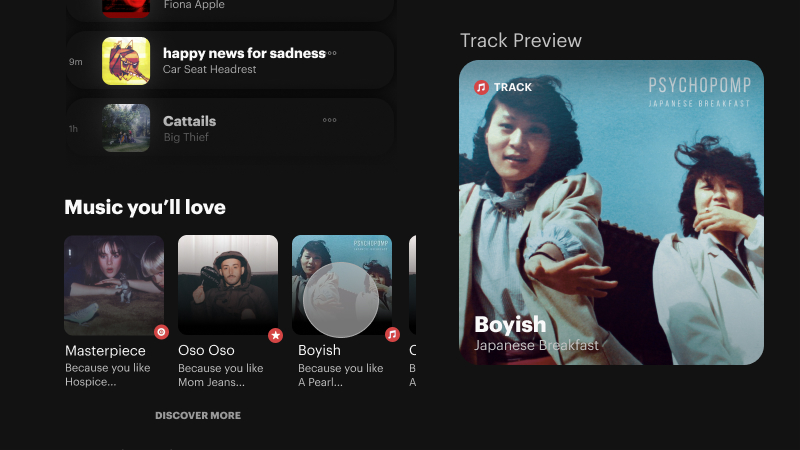 Fiona Apple
9m
happy news for sadness
Car Seat Headrest
1h
Cattails
Big Thief
Music you’ll love
PSYCHOPOMP
Masterpiece
Because you like
Hospice...
Oso Oso
Because you like
Mom Jeans...
Boyish
Because you like
A Pearl...
DISCOVER MORE
Track Preview
TRACK
PSYCHOPOMP
JAPANESE BREAKFAST
Boyish
Japanese Breakfast